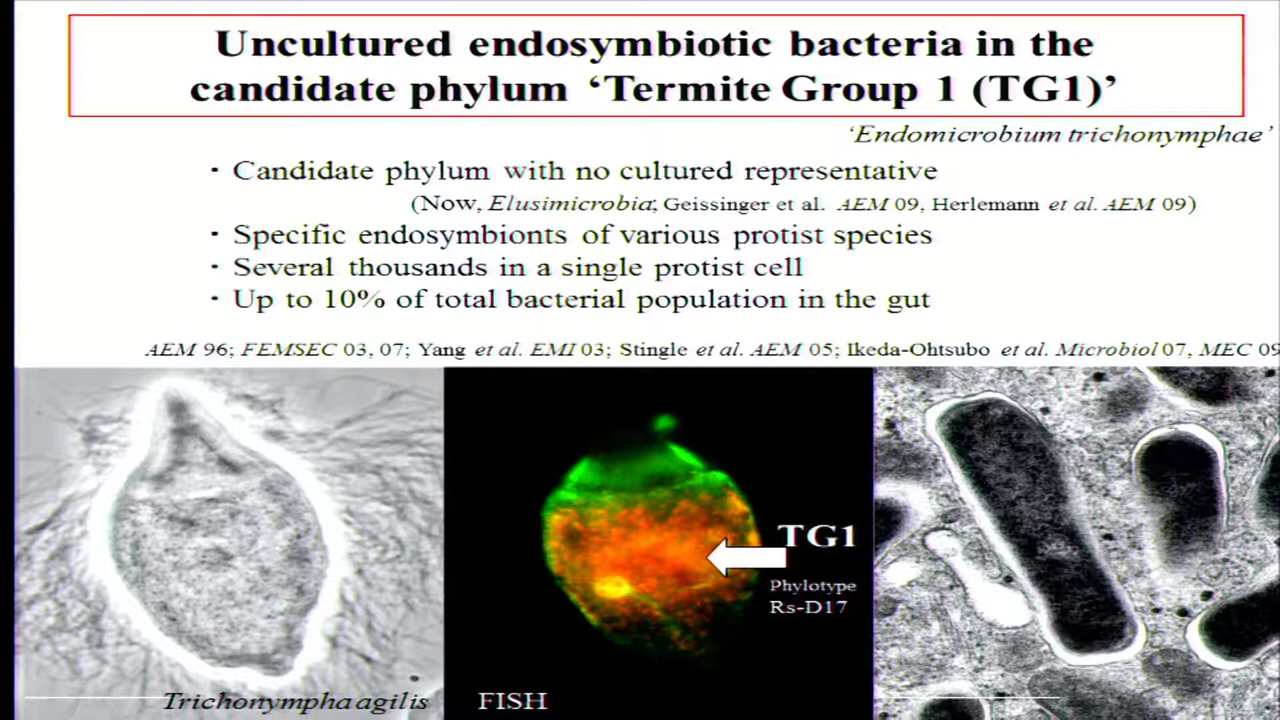 Uncultured endosymbiotic bacteria in the
candidate phylum ‘Termite Group 1 (TG1)’
‘Endomicrobium trichonymphae’
· Candidate phylum with no cultured representative
(Now, Elusimicrobia; Geissinger et al. AEM 09, Herlemann et al. AEM 09)
· Specific endosymbionts of various protist species
· Several thousands in a single protist cell
· Up to 10% of total bacterial population in the gut
AEM 96; FEMSEC 03, 07; Yang et al. EMI 03; Stingle et al. AEM 05; Ikeda-Ohtsubo et al. Microbiol 07, MEC 09
TG1
Phylotype
Rs-D17
Trichonympha agilis
FISH